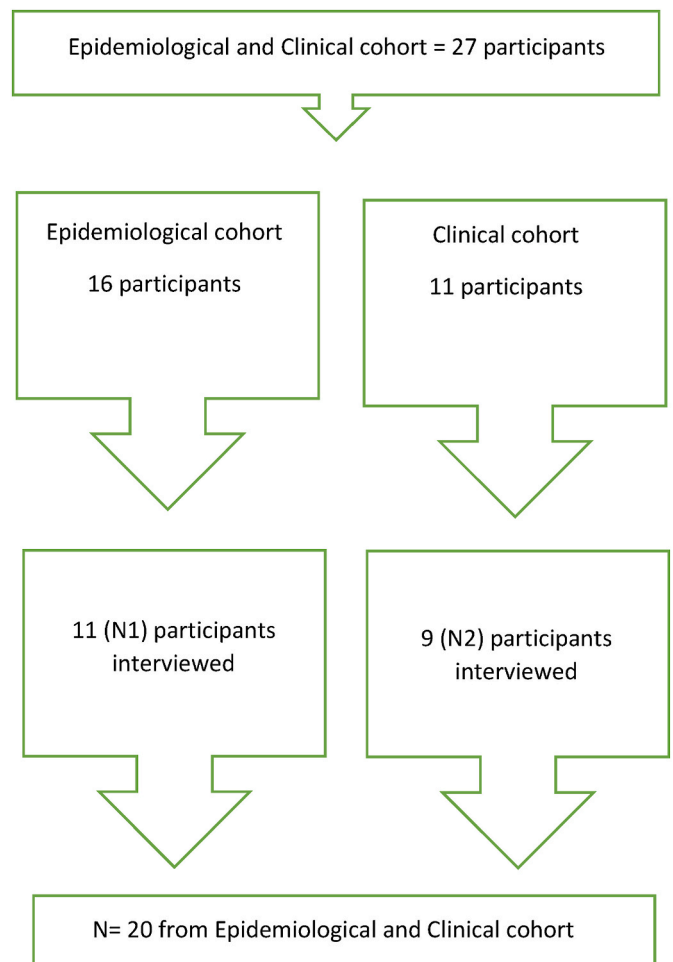 Epidemiological and Clinical cohort = 27 participants
Epidemiological cohort
16 participants
Clinical cohort
11 participants
11 (N1) participants
interviewed
9 (N2) participants
interviewed
N= 20 from Epidemiological and Clinical cohort